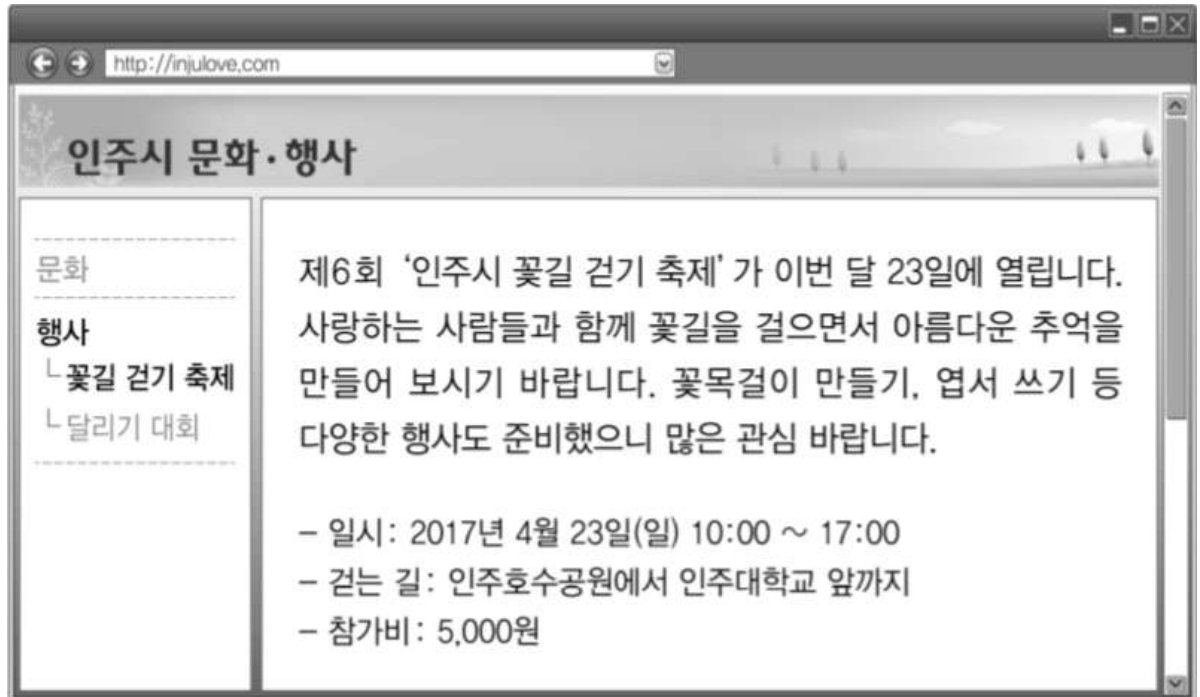 http://injulove.com
인주시 문화·행사
문화
행사
└ 꽃길 걷기 축제
└ 달리기 대회
제6회 ‘인주시 꽃길 걷기 축제’가 이번 달 23일에 열립니다.
사랑하는 사람들과 함께 꽃길을 걸으면서 아름다운 추억을
만들어 보시기 바랍니다. 꽃목걸이 만들기, 엽서 쓰기 등
다양한 행사도 준비했으니 많은 관심 바랍니다.
– 일시: 2017년 4월 23일(일) 10:00 ~ 17:00
– 걷는 길: 인주호수공원에서 인주대학교 앞까지
– 참가비: 5,000원